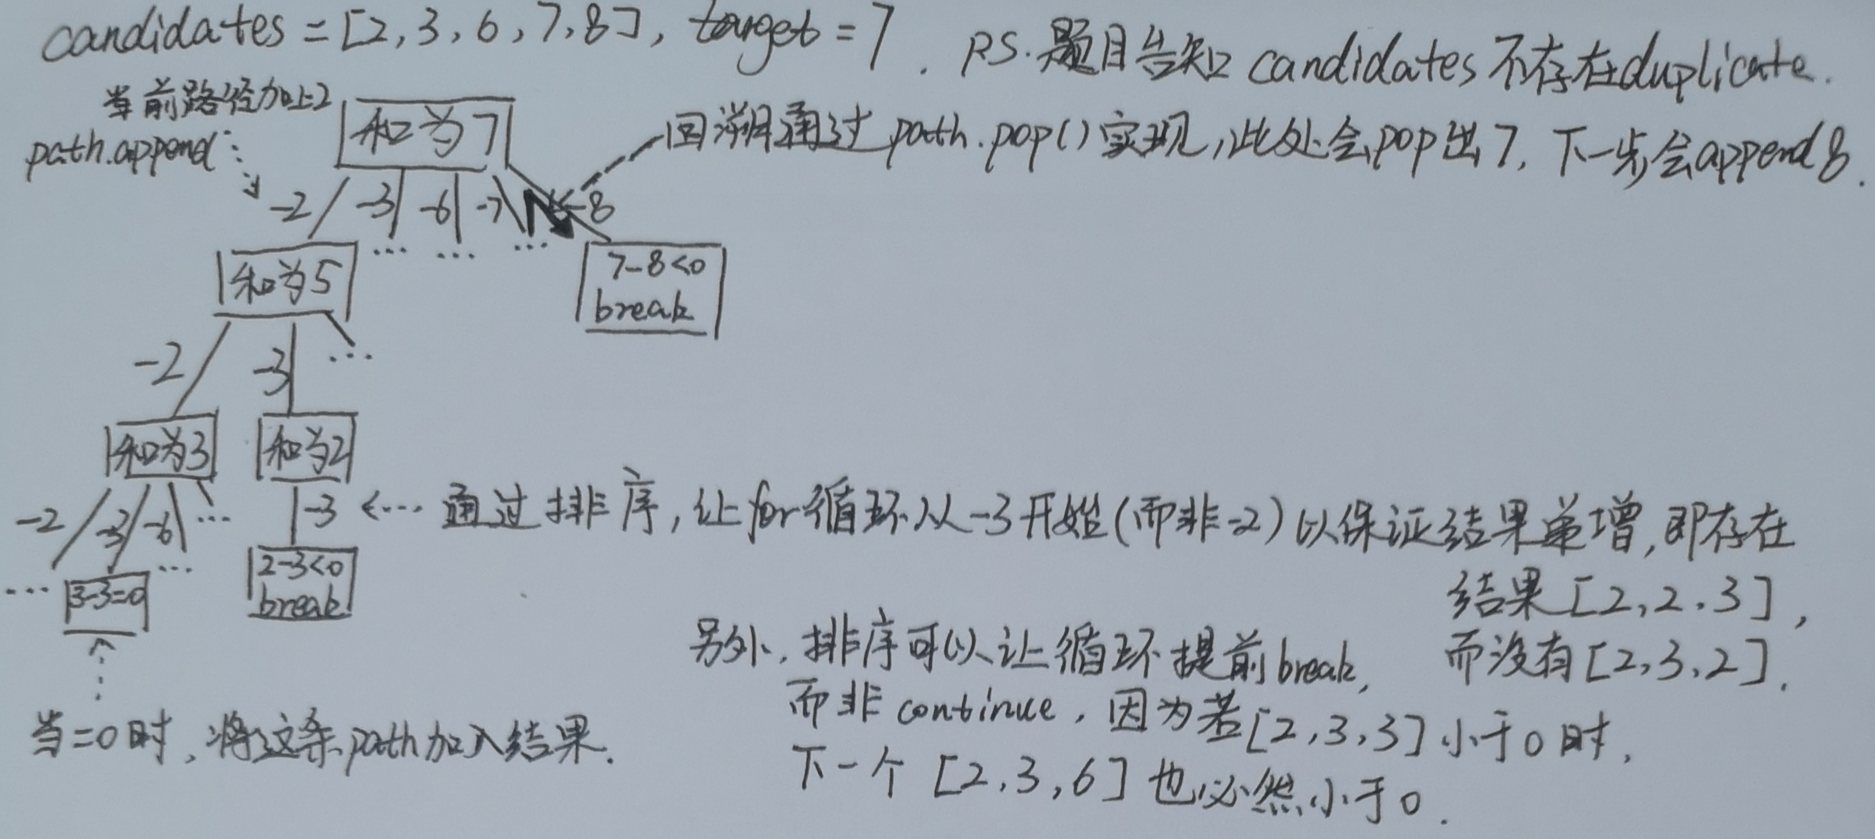 candidates = [2, 3, 6, 7, 8], target = 7. PS. 题目告知 candidates 不存在duplicate.
当前路径加上2
path.append
和为7
回溯通过 path.pop() 实现, 此处会pop出7, 下一步会append8.
-2 -3 -6 -7 -8
... ... ...
和为5
7-8<0
break
-2 -3 ...
和为3 和为2
-2 -3 -6 ...
-3 <... 通过排序, 让for循环从-3开始(而非-2)以保证结果递增, 即存在
结果[2,2,3],
而没有[2,3,2].
... 3-3=0 ...
2-3<0
break
另外, 排序可以让循环提前break,
而非continue, 因为若[2,3,3]小于0时,
下一个[2,3,6]也必然小于0.
当=0时, 将这条path加入结果.